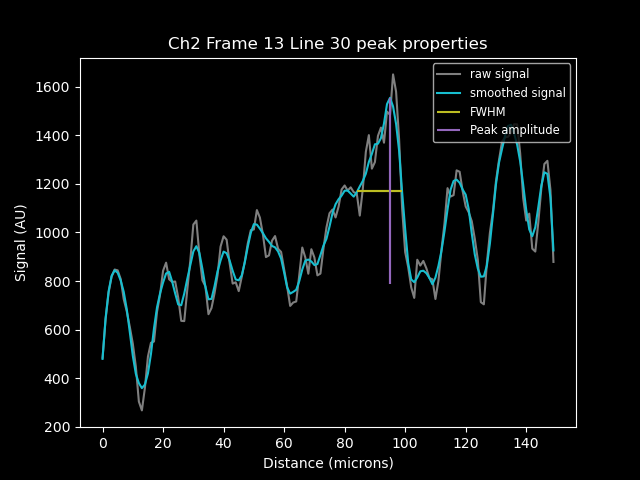 Ch2 Frame 13 Line 30 peak properties
raw signal
smoothed signal
FWHM
Peak amplitude
Signal (AU)
1600
1400
1200
1000
800
600
400
200
0 20 40 60 80 100 120 140
Distance (microns)